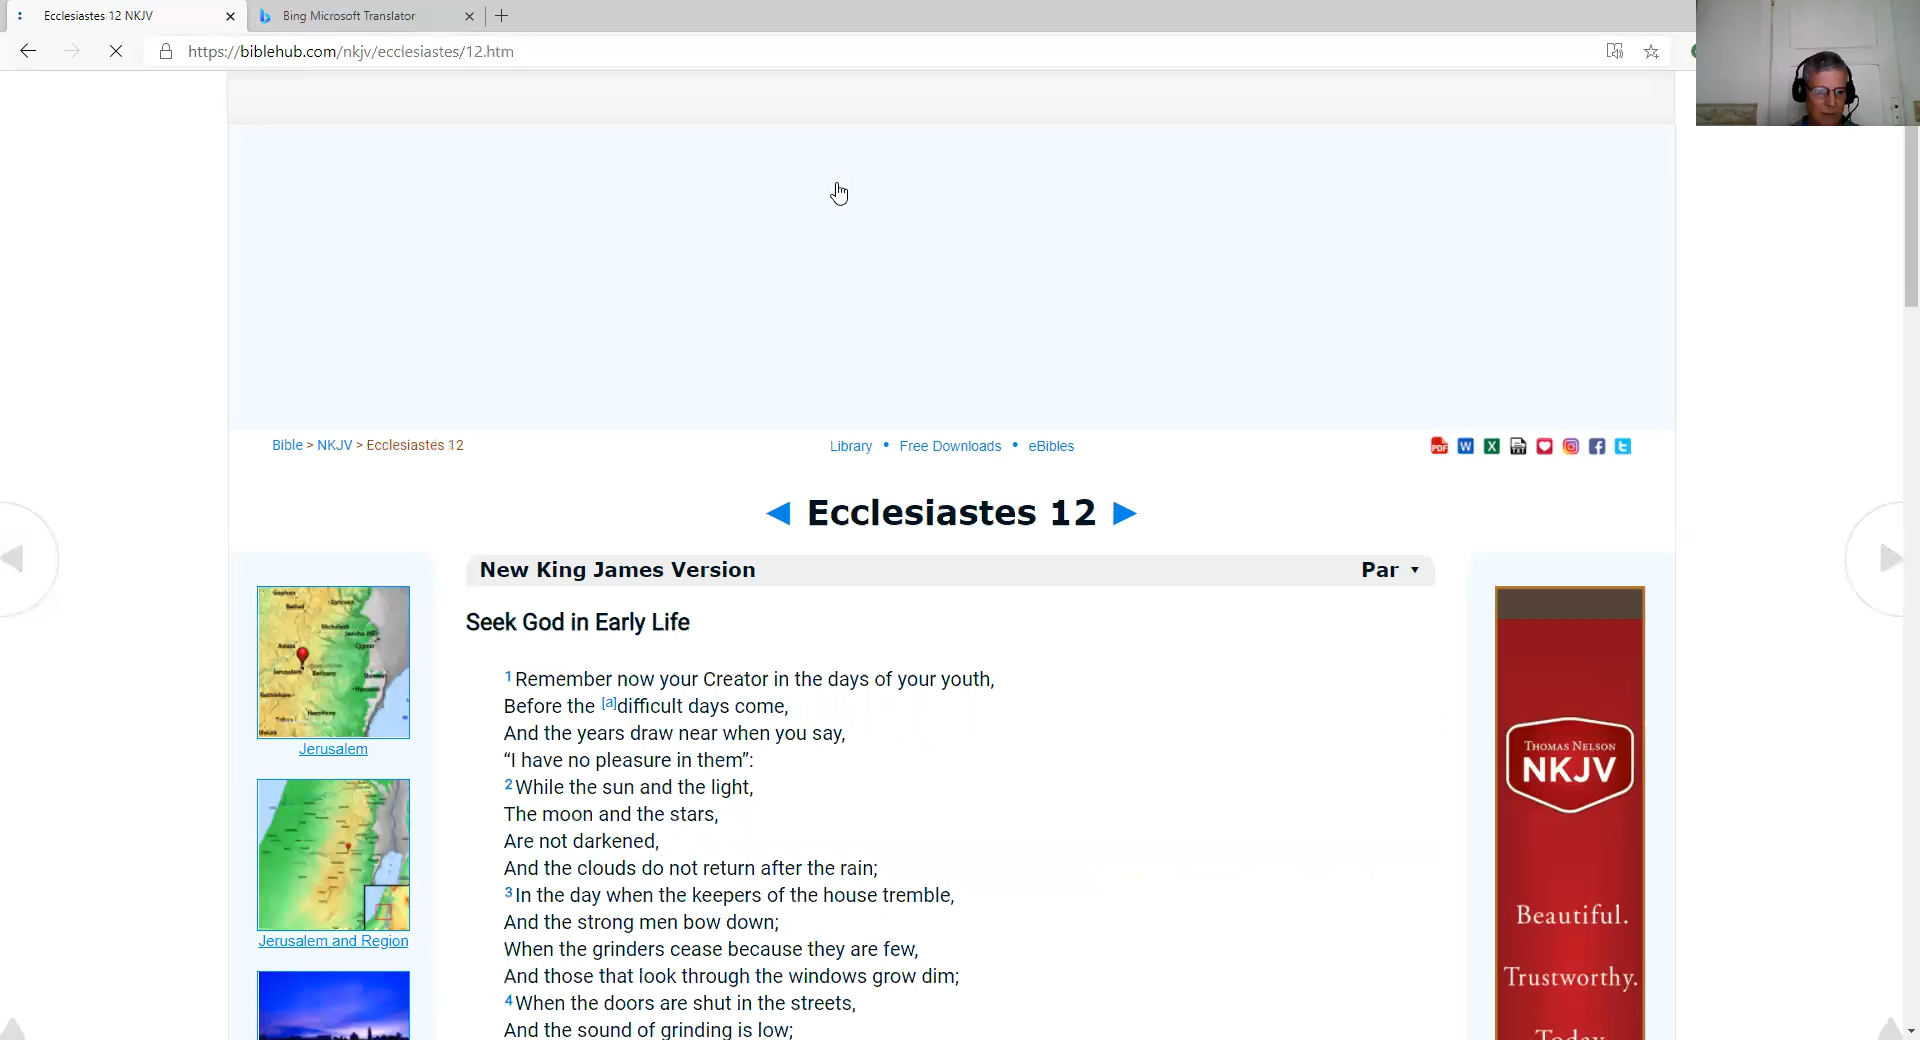 Ecclesiastes 12 NKJV
Bing Microsoft Translator
https://biblehub.com/nkjv/ecclesiastes/12.htm
Bible > NKJV > Ecclesiastes 12
Library • Free Downloads • eBibles
Ecclesiastes 12
New King James Version
Par
Seek God in Early Life
1 Remember now your Creator in the days of your youth,
Before the [a]difficult days come,
And the years draw near when you say,
“I have no pleasure in them”:
2 While the sun and the light,
The moon and the stars,
Are not darkened,
And the clouds do not return after the rain;
3 In the day when the keepers of the house tremble,
And the strong men bow down;
When the grinders cease because they are few,
And those that look through the windows grow dim;
4 When the doors are shut in the streets,
And the sound of grinding is low;
Jerusalem
Jerusalem and Region
THOMAS NELSON
NKJV
Beautiful.
Trustworthy.
Today